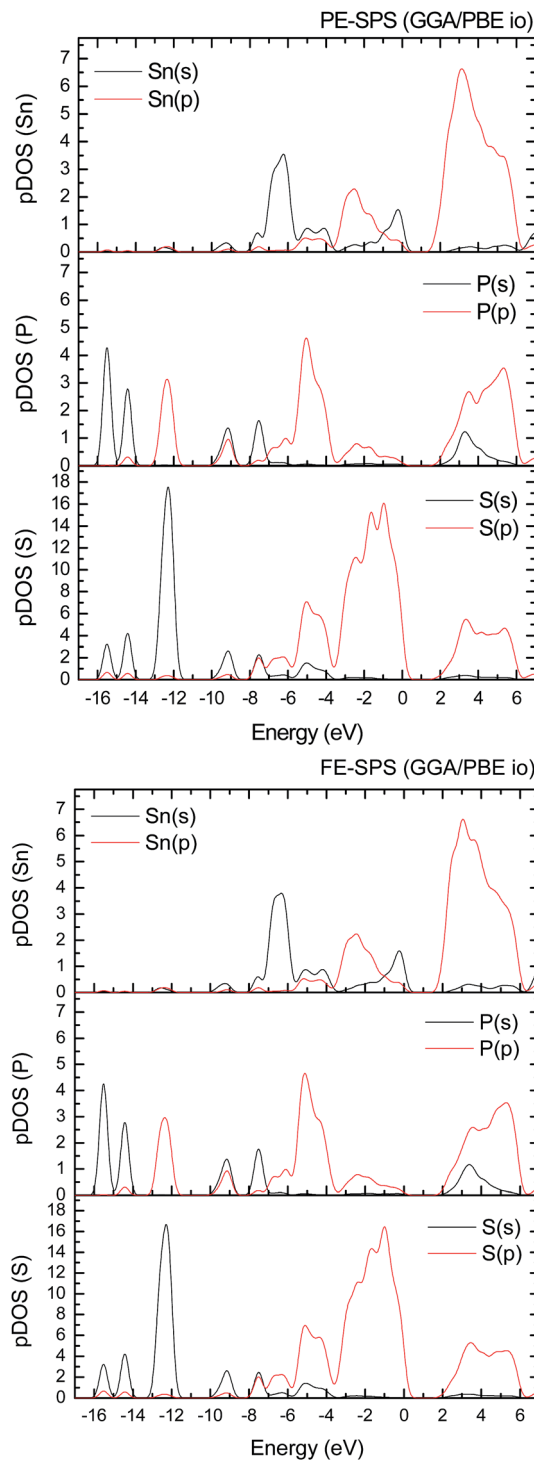 PE-SPS (GGA/PBE io)
7
6
5
4
3
2
1
0
pDOS (Sn)
Sn(s)
Sn(p)
7
6
5
4
3
2
1
0
pDOS (P)
P(s)
P(p)
18
16
14
12
10
8
6
4
2
0
pDOS (S)
S(s)
S(p)
-16 -14 -12 -10 -8 -6 -4 -2 0 2 4 6
Energy (eV)
FE-SPS (GGA/PBE io)
7
6
5
4
3
2
1
0
pDOS (Sn)
Sn(s)
Sn(p)
7
6
5
4
3
2
1
0
pDOS (P)
P(s)
P(p)
18
16
14
12
10
8
6
4
2
0
pDOS (S)
S(s)
S(p)
-16 -14 -12 -10 -8 -6 -4 -2 0 2 4 6
Energy (eV)